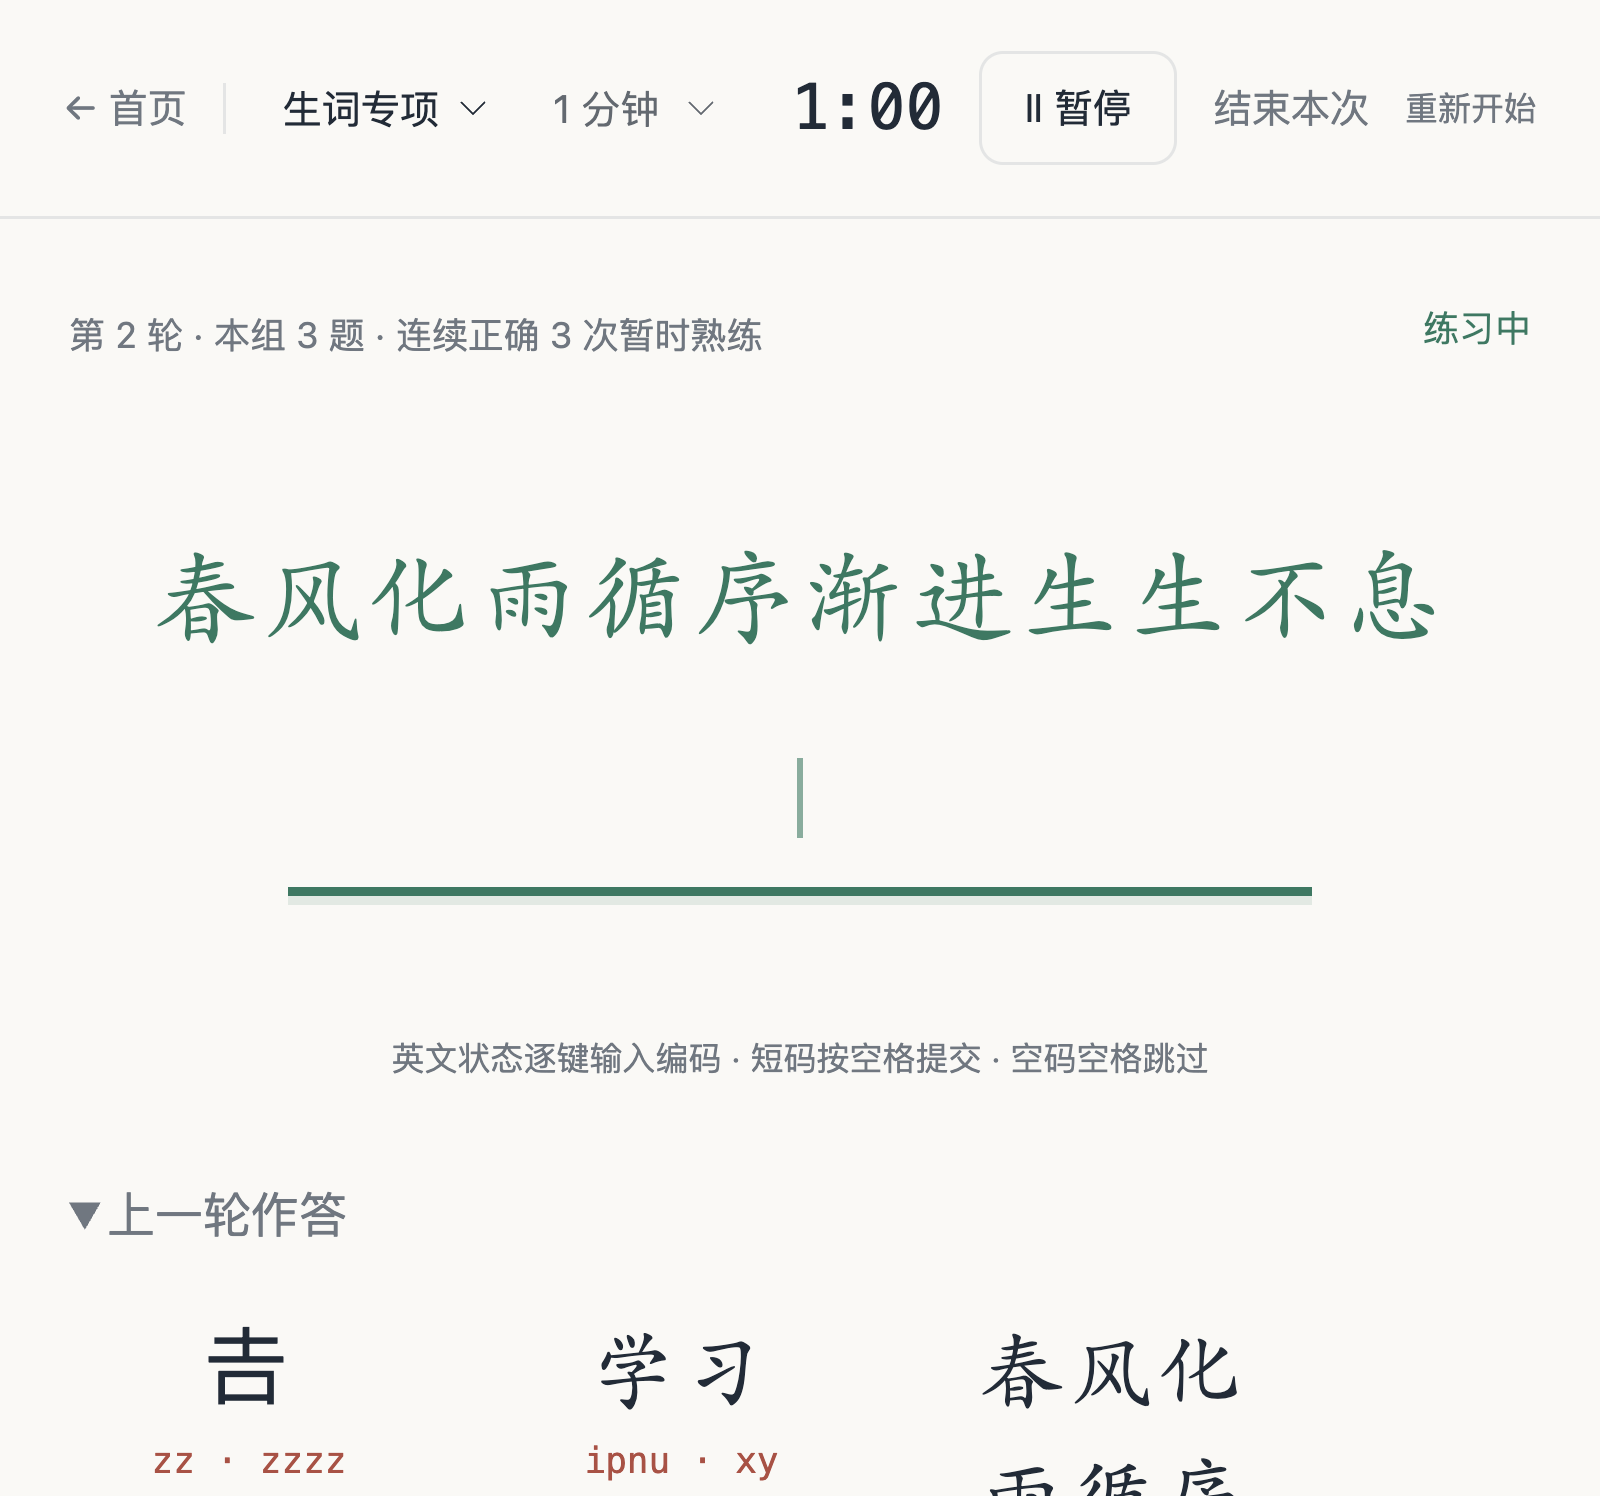 ← 首页 生词专项 1 分钟 1:00 暂停 结束本次 重新开始
第 2 轮 · 本组 3 题 · 连续正确 3 次暂时熟练 练习中
春风化雨循序渐进生生不息
英文状态逐键输入编码 · 短码按空格提交 · 空码空格跳过
▼上一轮作答
𠮷 学习 春风化
zz · zzzz ipnu · xy
雨循序